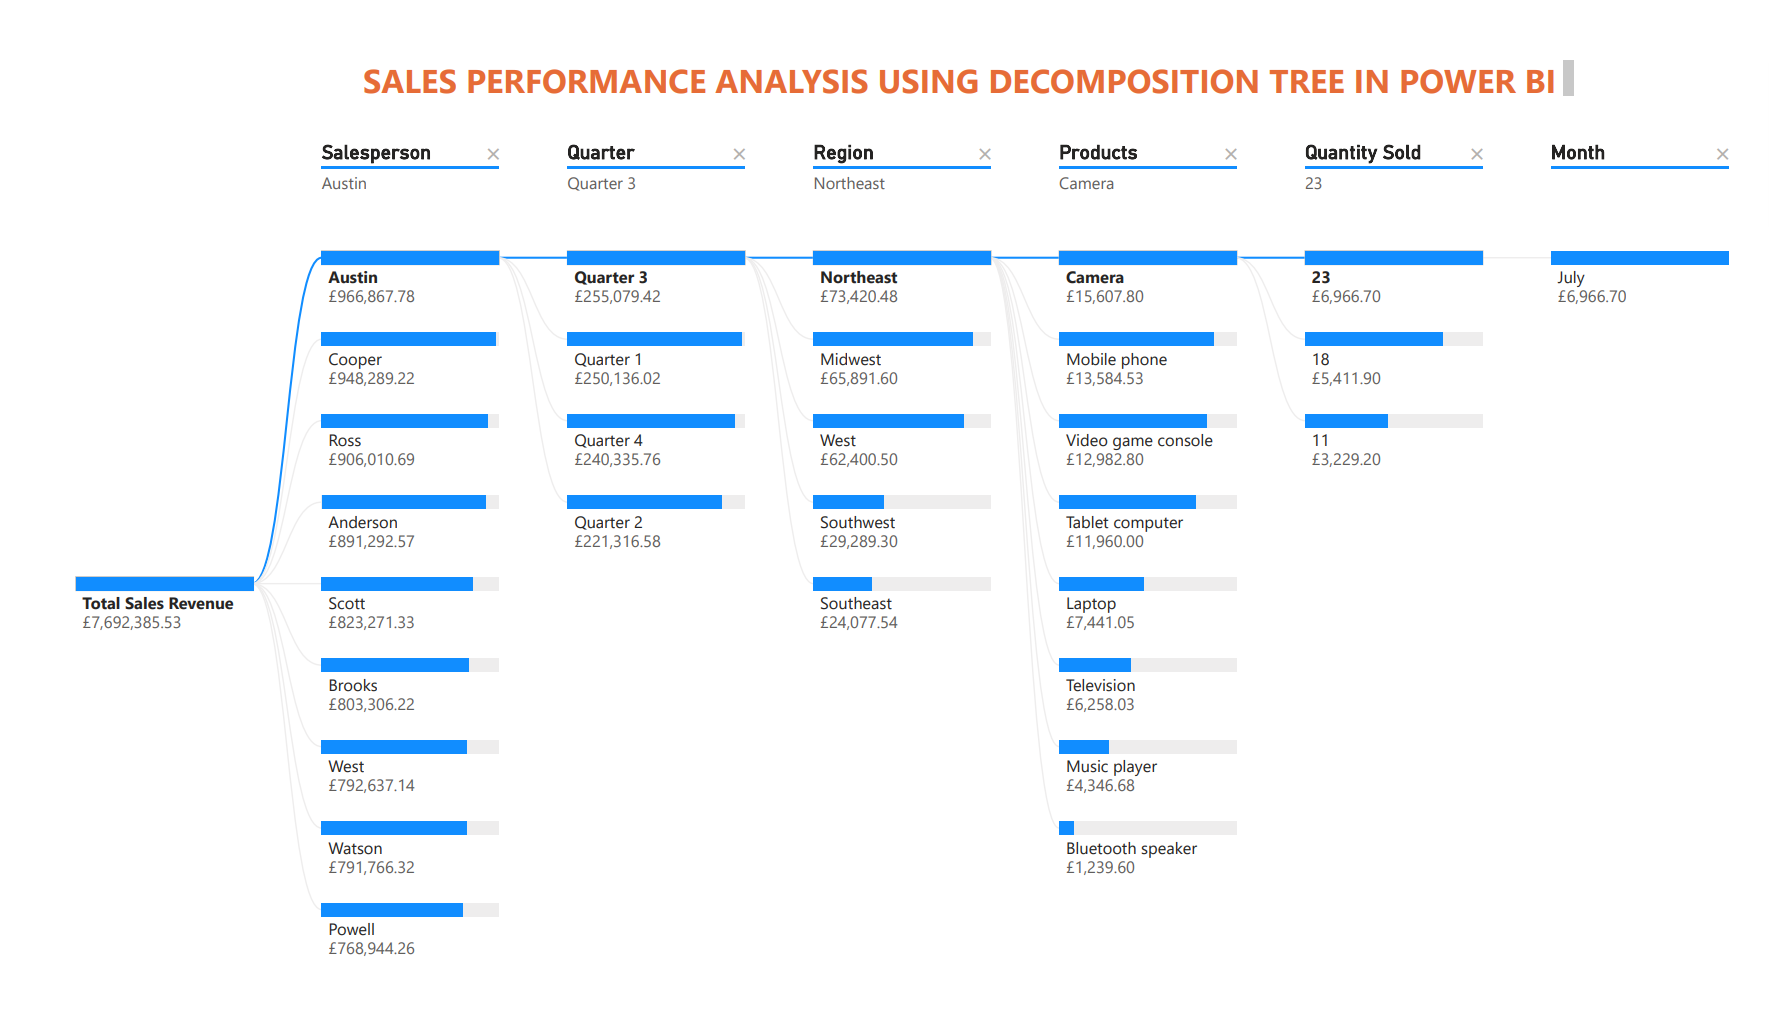 SALES PERFORMANCE ANALYSIS USING DECOMPOSITION TREE IN POWER BI
Salesperson
Austin
Quarter
Quarter 3
Region
Northeast
Products
Camera
Quantity Sold
23
Month
Total Sales Revenue
£7,692,385.53
Austin
£966,867.78
Cooper
£948,289.22
Ross
£906,010.69
Anderson
£891,292.57
Scott
£823,271.33
Brooks
£803,306.22
West
£792,637.14
Watson
£791,766.32
Powell
£768,944.26
Quarter 3
£255,079.42
Quarter 1
£250,136.02
Quarter 4
£240,335.76
Quarter 2
£221,316.58
Northeast
£73,420.48
Midwest
£65,891.60
West
£62,400.50
Southwest
£29,289.30
Southeast
£24,077.54
Camera
£15,607.80
Mobile phone
£13,584.53
Video game console
£12,982.80
Tablet computer
£11,960.00
Laptop
£7,441.05
Television
£6,258.03
Music player
£4,346.68
Bluetooth speaker
£1,239.60
23
£6,966.70
18
£5,411.90
11
£3,229.20
July
£6,966.70